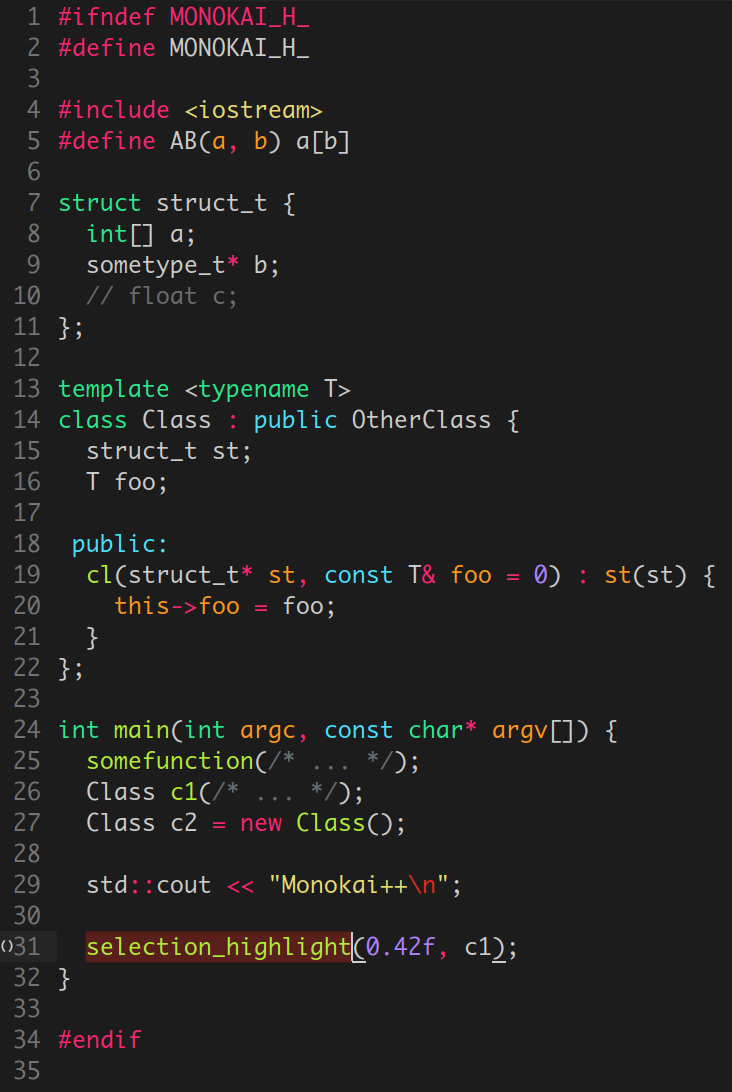 1 #ifndef MONOKAI_H_
2 #define MONOKAI_H_
3
4 #include <iostream>
5 #define AB(a, b) a[b]
6
7 struct struct_t {
8   int[] a;
9   sometype_t* b;
10   // float c;
11 };
12
13 template <typename T>
14 class Class : public OtherClass {
15   struct_t st;
16   T foo;
17
18  public:
19   cl(struct_t* st, const T& foo = 0) : st(st) {
20     this->foo = foo;
21   }
22 };
23
24 int main(int argc, const char* argv[]) {
25   somefunction(/* ... */);
26   Class c1(/* ... */);
27   Class c2 = new Class();
28
29   std::cout << "Monokai++\n";
30
()31   selection_highlight(0.42f, c1);
32 }
33
34 #endif
35